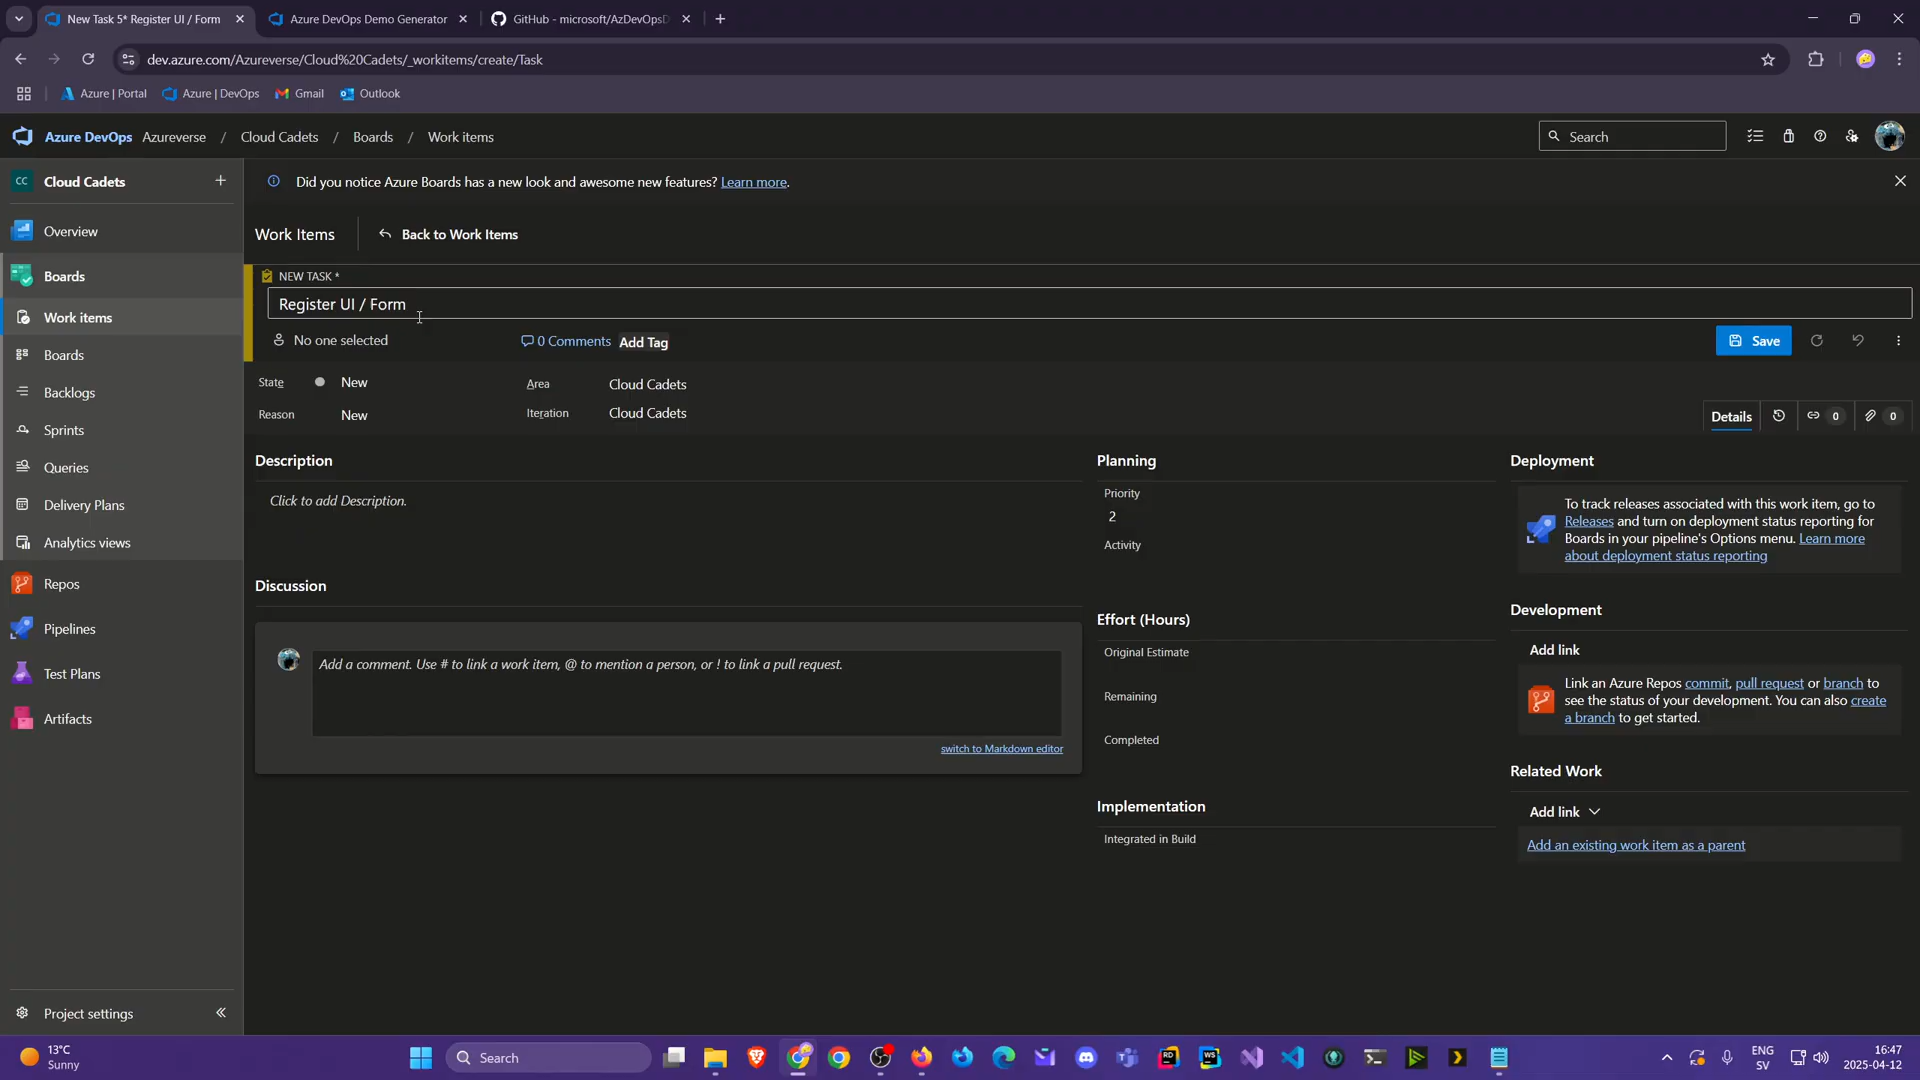 New Task 5* Register UI / Form
Azure DevOps Demo Generator
GitHub - microsoft/AzDevOpsD
dev.azure.com/Azureverse/Cloud%20Cadets/_workitems/create/Task
Azure | Portal
Azure | DevOps
Gmail
Outlook
Azure DevOps
Azureverse / Cloud Cadets / Boards / Work items
Search
CC
Cloud Cadets
Did you notice Azure Boards has a new look and awesome new features? Learn more.
Overview
Boards
Work items
Boards
Backlogs
Sprints
Queries
Delivery Plans
Analytics views
Repos
Pipelines
Test Plans
Artifacts
Project settings
Work Items
Back to Work Items
NEW TASK *
Register UI / Form
No one selected
0 Comments
Add Tag
Save
State
New
Area
Cloud Cadets
Reason
New
Iteration
Cloud Cadets
Details
0
0
Description
Click to add Description.
Discussion
Add a comment. Use # to link a work item, @ to mention a person, or ! to link a pull request.
switch to Markdown editor
Planning
Priority
2
Activity
Effort (Hours)
Original Estimate
Remaining
Completed
Implementation
Integrated in Build
Deployment
To track releases associated with this work item, go to
Releases and turn on deployment status reporting for
Boards in your pipeline's Options menu. Learn more
about deployment status reporting
Development
Add link
Link an Azure Repos commit, pull request or branch to
see the status of your development. You can also create
a branch to get started.
Related Work
Add link
Add an existing work item as a parent
13°C
Sunny
Search
RD
WS
ENG
SV
16:47
2025-04-12